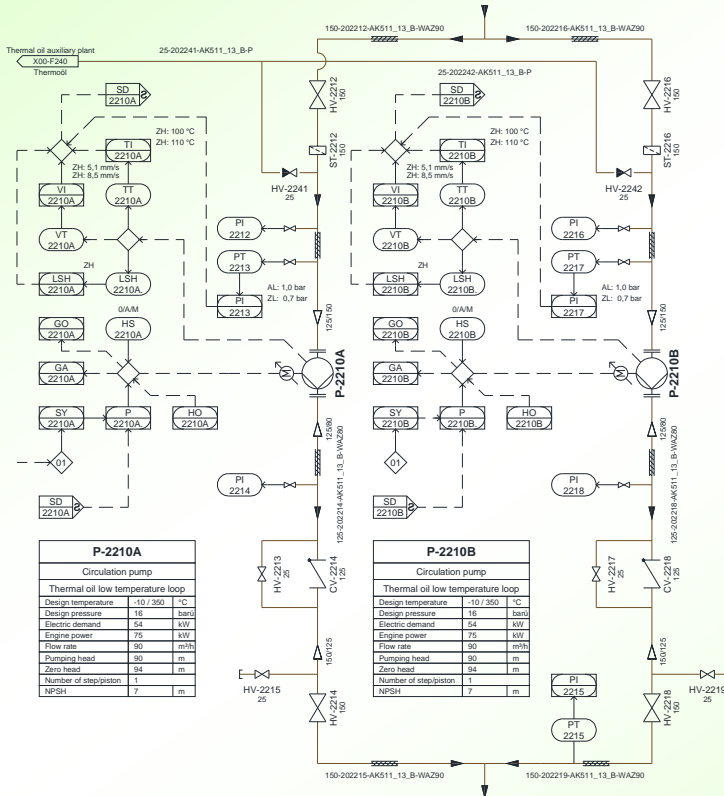 150-202212-AK511_13_B-WAZ90
150-202216-AK511_13_B-WAZ90
Thermal oil auxiliary plant
X00-F240
Thermoöl
25-202241-AK511_13_B-P
25-202242-AK511_13_B-P
SD
2210A
HV-2212
150
ST-2212
150
ZH: 100 °C
ZH: 110 °C
TI
2210A
ZH: 5,1 mm/s
ZH: 8,5 mm/s
VI
2210A
TT
2210A
HV-2241
25
VT
2210A
PI
2212
PT
2213
ZH
LSH
2210A
LSH
2210A.
PI
2213
AL: 1,0 bar
ZL: 0,7 bar
125/150
0/A/M
GO
2210A
HS
2210A
GA
2210A
M
P-2210A
SY
2210A
P
2210A.
HO
2210A
01
125/80
PI
2214
SD
2210A
125-202214-AK511_13_B-WAZ80
HV-2213
25
CV-2214
125
150/125
HV-2215
25
HV-2214
150
P-2210A
Circulation pump
Thermal oil low temperature loop
Design temperature -10 / 350 °C
Design pressure 16 barü
Electric demand 54 kW
Engine power 75 kW
Flow rate 90 m³/h
Pumping head 90 m
Zero head 94 m
Number of step/piston 1
NPSH 7 m
150-202215-AK511_13_B-WAZ90
SD
2210B
HV-2216
150
ST-2216
150
ZH: 100 °C
ZH: 110 °C
TI
2210B
ZH: 5,1 mm/s
ZH: 8,5 mm/s
VI
2210B
TT
2210B
HV-2242
25
VT
2210B
PI
2216
PT
2217
ZH
LSH
2210B
LSH
2210B.
PI
2217
AL: 1,0 bar
ZL: 0,7 bar
125/150
0/A/M
GO
2210B
HS
2210B
GA
2210B
M
P-2210B
SY
2210B
P
2210B.
HO
2210B
01
125/80
PI
2218
SD
2210B
125-202218-AK511_13_B-WAZ80
HV-2217
25
CV-2218
125
150/125
HV-2219
25
HV-2218
150
P-2210B
Circulation pump
Thermal oil low temperature loop
Design temperature -10 / 350 °C
Design pressure 16 barü
Electric demand 54 kW
Engine power 75 kW
Flow rate 90 m³/h
Pumping head 90 m
Zero head 94 m
Number of step/piston 1
NPSH 7 m
PI
2215
PT
2215
150-202219-AK511_13_B-WAZ90